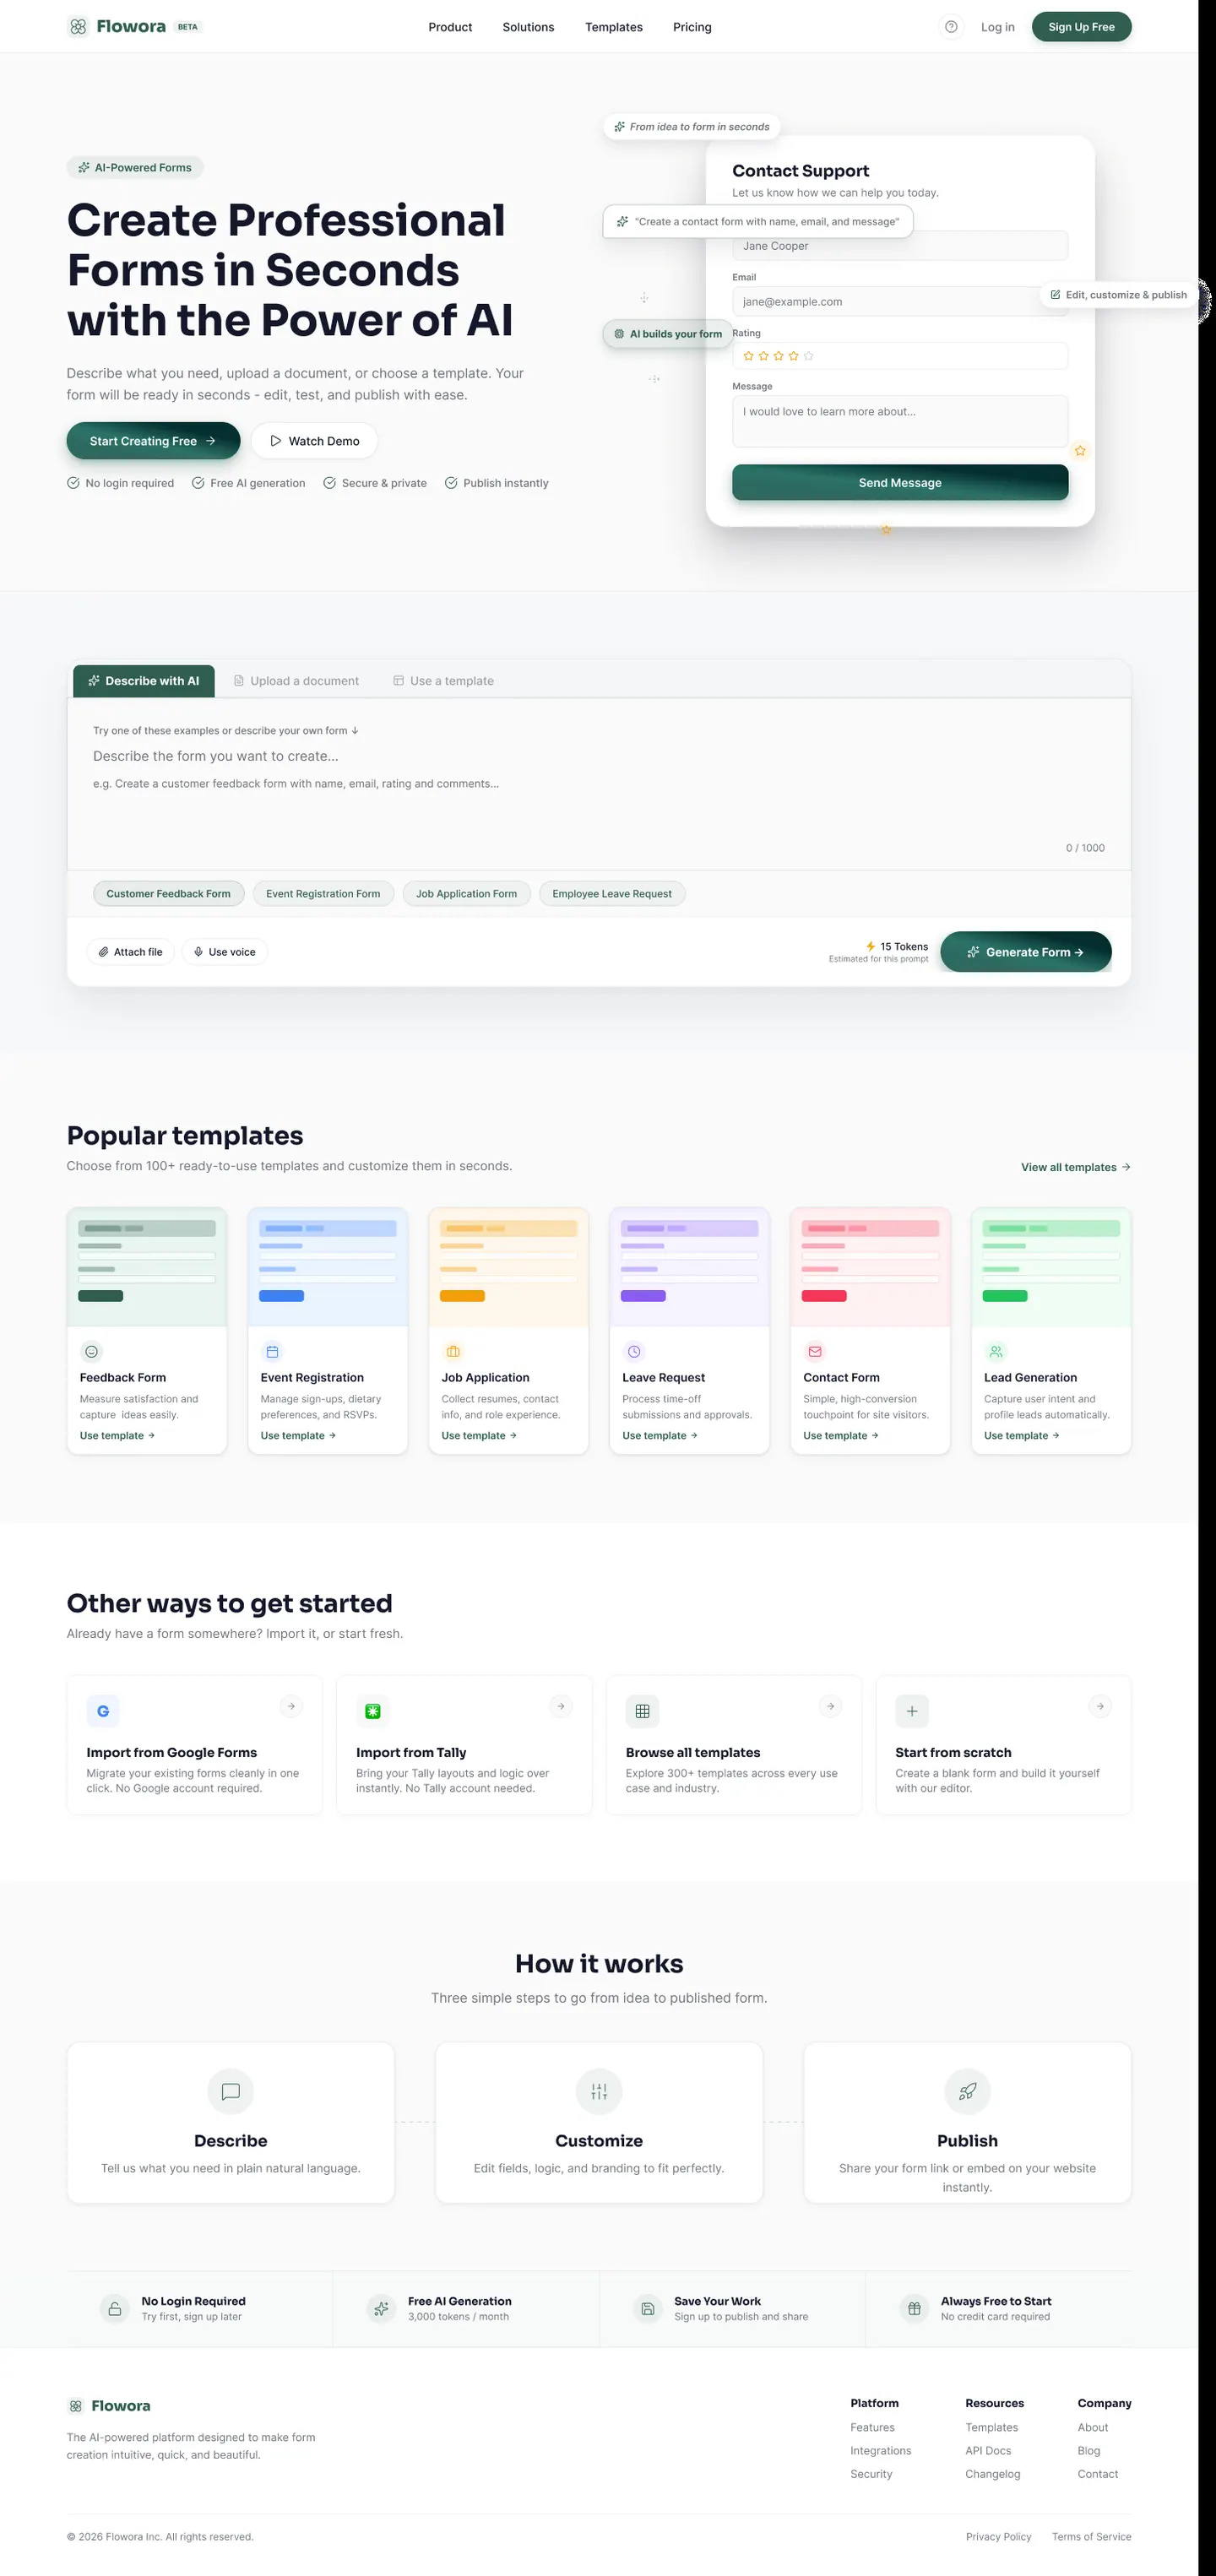 Flowora BETA
Product
Solutions
Templates
Pricing
Log in
Sign Up Free
AI-Powered Forms
Create Professional
Forms in Seconds
with the Power of AI
Describe what you need, upload a document, or choose a template. Your
form will be ready in seconds - edit, test, and publish with ease.
Start Creating Free →
Watch Demo
No login required
Free AI generation
Secure & private
Publish instantly
From idea to form in seconds
Contact Support
Let us know how we can help you today.
"Create a contact form with name, email, and message"
Jane Cooper
Email
jane@example.com
Edit, customize & publish
AI builds your form
Rating
Message
I would love to learn more about...
Send Message
Describe with AI
Upload a document
Use a template
Try one of these examples or describe your own form ↓
Describe the form you want to create...
e.g. Create a customer feedback form with name, email, rating and comments...
0 / 1000
Customer Feedback Form
Event Registration Form
Job Application Form
Employee Leave Request
Attach file
Use voice
15 Tokens
Estimated for this prompt
Generate Form →
Popular templates
Choose from 100+ ready-to-use templates and customize them in seconds.
View all templates →
Feedback Form
Measure satisfaction and
capture ideas easily.
Use template →
Event Registration
Manage sign-ups, dietary
preferences, and RSVPs.
Use template →
Job Application
Collect resumes, contact
info, and role experience.
Use template →
Leave Request
Process time-off
submissions and approvals.
Use template →
Contact Form
Simple, high-conversion
touchpoint for site visitors.
Use template →
Lead Generation
Capture user intent and
profile leads automatically.
Use template →
Other ways to get started
Already have a form somewhere? Import it, or start fresh.
G
Import from Google Forms
Migrate your existing forms cleanly in one
click. No Google account required.
Import from Tally
Bring your Tally layouts and logic over
instantly. No Tally account needed.
Browse all templates
Explore 300+ templates across every use
case and industry.
Start from scratch
Create a blank form and build it yourself
with our editor.
How it works
Three simple steps to go from idea to published form.
Describe
Tell us what you need in plain natural language.
Customize
Edit fields, logic, and branding to fit perfectly.
Publish
Share your form link or embed on your website
instantly.
No Login Required
Try first, sign up later
Free AI Generation
3,000 tokens / month
Save Your Work
Sign up to publish and share
Always Free to Start
No credit card required
Flowora
The AI-powered platform designed to make form
creation intuitive, quick, and beautiful.
Platform
Features
Integrations
Security
Resources
Templates
API Docs
Changelog
Company
About
Blog
Contact
© 2026 Flowora Inc. All rights reserved.
Privacy Policy
Terms of Service